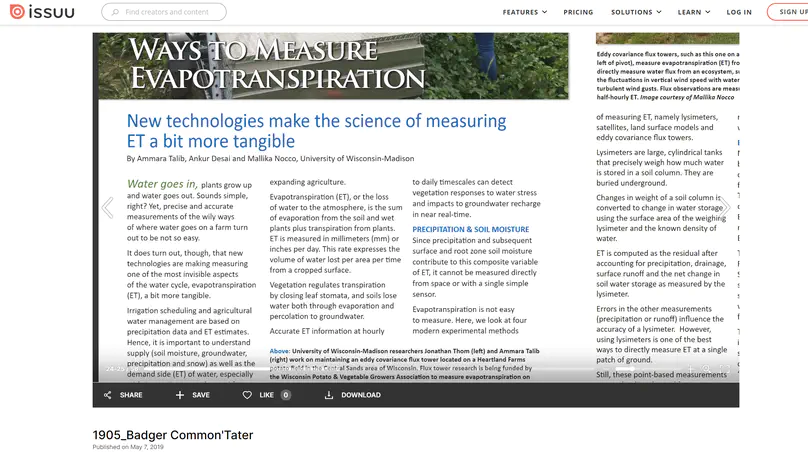 issuu
Find creators and content
FEATURES
PRICING
SOLUTIONS
LEARN
LOG IN
SIGN UP
WAYS TO MEASURE
EVAPOTRANSPIRATION
New technologies make the science of measuring
ET a bit more tangible
By Ammara Talib, Ankur Desai and Mallika Nocco, University of Wisconsin-Madison
Water goes in, plants grow up
and water goes out. Sounds simple,
right? Yet, precise and accurate
measurements of the wily ways
of where water goes on a farm turn
out to be not so easy.
It does turn out, though, that new
technologies are making measuring
one of the most invisible aspects
of the water cycle, evapotranspiration
(ET), a bit more tangible.
Irrigation scheduling and agricultural
water management are based on
precipitation data and ET estimates.
Hence, it is important to understand
supply (soil moisture, groundwater,
precipitation and snow) as well as the
demand side (ET) of water, especially
expanding agriculture.
Evapotranspiration (ET), or the loss
of water to the atmosphere, is the sum
of evaporation from the soil and wet
plants plus transpiration from plants.
ET is measured in millimeters (mm) or
inches per day. This rate expresses the
volume of water lost per area per time
from a cropped surface.
Vegetation regulates transpiration
by closing leaf stomata, and soils lose
water both through evaporation and
percolation to groundwater.
Accurate ET information at hourly
to daily timescales can detect
vegetation responses to water stress
and impacts to groundwater recharge
in near real-time.
PRECIPITATION & SOIL MOISTURE
Since precipitation and subsequent
surface and root zone soil moisture
contribute to this composite variable
of ET, it cannot be measured directly
from space or with a single simple
sensor.
Evapotranspiration is not easy
to measure. Here, we look at four
modern experimental methods
Above: University of Wisconsin-Madison researchers Jonathan Thom (left) and Ammara Talib
(right) work on maintaining an eddy covariance flux tower located on a Heartland Farms
potato field in the Central Sands area of Wisconsin. Flux tower research is being funded by
the Wisconsin Potato & Vegetable Growers Association to measure evapotranspiration on
Eddy covariance flux towers, such as this one on a
left of pivot), measure evapotranspiration (ET) fro
directly measure water flux from an ecosystem, su
the fluctuations in vertical wind speed with water
turbulent wind gusts. Flux observations are meas
half-hourly ET. Image courtesy of Mallika Nocco
of measuring ET, namely lysimeters,
satellites, land surface models and
eddy covariance flux towers.
Lysimeters are large, cylindrical tanks
that precisely weigh how much water
is stored in a soil column. They are
buried underground.
Changes in weight of a soil column is
converted to change in water storage
using the surface area of the weighing
lysimeter and the known density of
water.
ET is computed as the residual after
accounting for precipitation, drainage,
surface runoff and the net change in
soil water storage as measured by the
lysimeter.
Errors in the other measurements
(precipitation or runoff) influence the
accuracy of a lysimeter. However,
using lysimeters is one of the best
ways to directly measure ET at a single
patch of ground.
Still, these point-based measurements
SHARE
SAVE
LIKE 0
DOWNLOAD
1905_Badger Common'Tater
Published on May 7, 2019